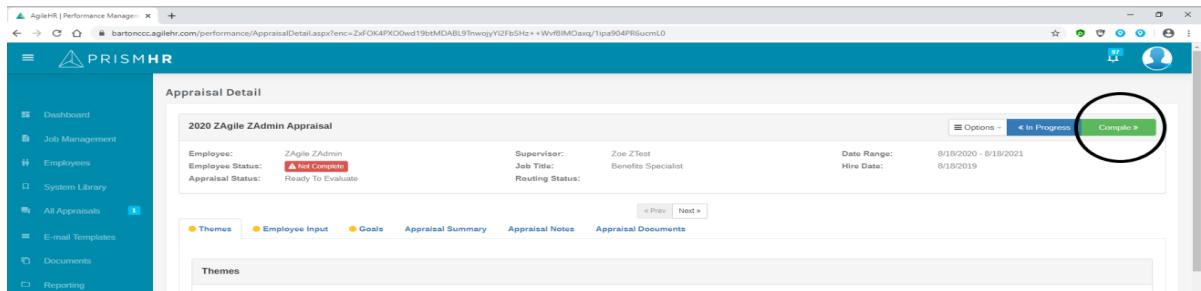 AgileHR | Performance Managem
bartonccc.agilehr.com/performance/AppraisalDetail.aspx?enc=
PRISMHR
97
Appraisal Detail
Dashboard
Job Management
Employees
System Library
All Appraisals 1
E-mail Templates
Documents
Reporting
2020 ZAgile ZAdmin Appraisal
Options
« In Progress
Compile »
Employee: ZAgile ZAdmin Supervisor: Zoe ZTest Date Range: 8/18/2020 - 8/18/2021
Employee Status: Not Complete Job Title: Benefits Specialist Hire Date: 8/18/2019
Appraisal Status: Ready To Evaluate Routing Status:
« Prev Next »
Themes Employee Input Goals Appraisal Summary Appraisal Notes Appraisal Documents
Themes